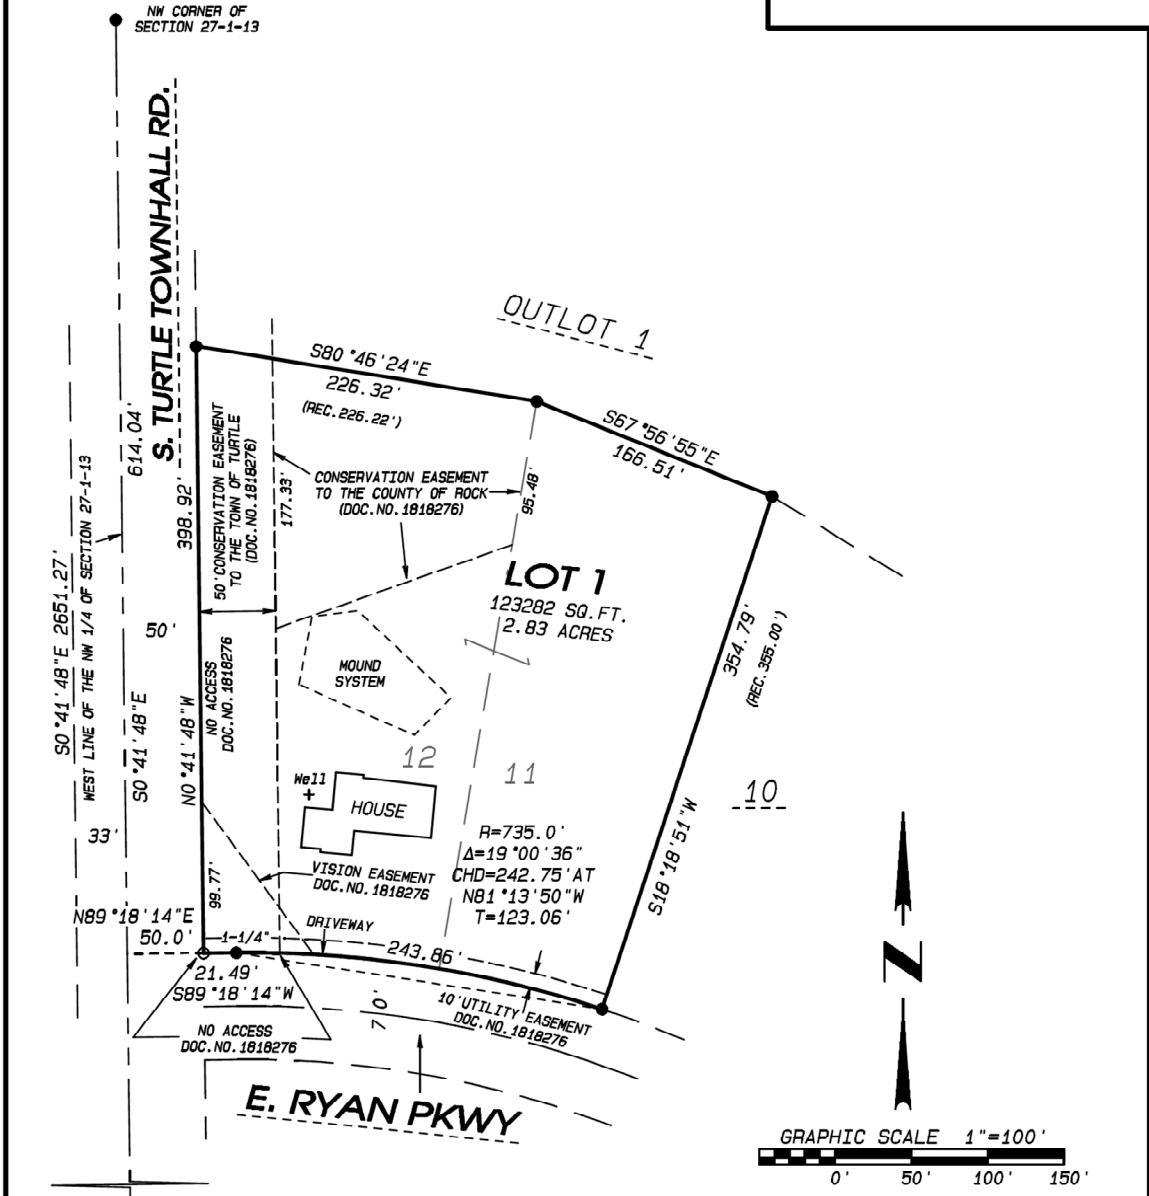 NW CORNER OF
SECTION 27-1-13
S. TURTLE TOWNHALL RD.
OUTLOT 1
S80°46'24"E
226.32'
(REC.226.22')
S67°56'55"E
166.51'
614.04'
398.92'
50'CONSERVATION EASEMENT
TO THE TOWN OF TURTLE
(DOC.NO.1818276)
177.33'
CONSERVATION EASEMENT
TO THE COUNTY OF ROCK
(DOC.NO.1818276)
95.48'
LOT 1
123282 SQ.FT.
2.83 ACRES
S0°41'48"E 2651.27'
WEST LINE OF THE NW 1/4 OF SECTION 27-1-13
50'
S0°41'48"E
N0°41'48"W
NO ACCESS
DOC.NO.1818276
MOUND
SYSTEM
354.79'
(REC.355.00')
S18°18'51"W
12
11
10
Well
HOUSE
33'
R=735.0'
Δ=19°00'36"
CHD=242.75'AT
N81°13'50"W
T=123.06'
VISION EASEMENT
DOC.NO.1818276
99.77'
N89°18'14"E
50.0'
1-1/4"
DRIVEWAY
243.86'
21.49'
S89°18'14"W
70'
10'UTILITY EASEMENT
DOC.NO.1818276
NO ACCESS
DOC.NO.1818276
E. RYAN PKWY
N
GRAPHIC SCALE 1"=100'
0' 50' 100' 150'